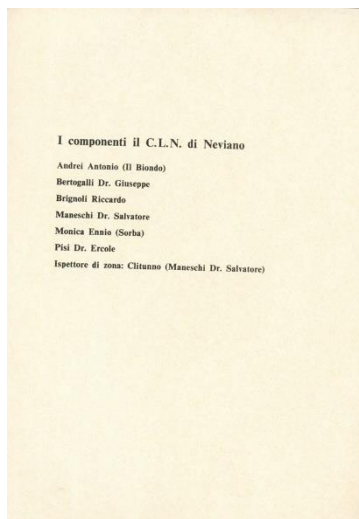 I componenti il C.L.N. di Neviano
Andrei Antonio (Il Biondo)
Bertogalli Dr. Giuseppe
Brignoli Riccardo
Maneschi Dr. Salvatore
Monica Ennio (Sorba)
Pisi Dr. Ercole
Ispettore di zona: Clitunno (Maneschi Dr. Salvatore)